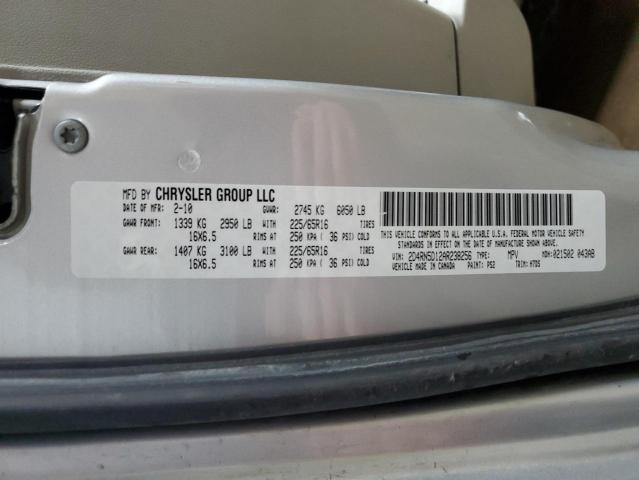 MFD BY CHRYSLER GROUP LLC
DATE OF MFR: 2-10 GVWR: 2745 KG 6050 LB
GAWR FRONT: 1339 KG 2950 LB WITH 225/65R16 TIRES
16X6.5 RIMS AT 250 KPA ( 36 PSI) COLD
GAWR REAR: 1407 KG 3100 LB WITH 225/65R16 TIRES
16X6.5 RIMS AT 250 KPA ( 36 PSI) COLD
THIS VEHICLE CONFORMS TO ALL APPLICABLE U.S.A. FEDERAL MOTOR VEHICLE SAFETY
STANDARDS IN EFFECT ON THE DATE OF MANUFACTURE SHOWN ABOVE.
VIN: 2D4RN5D12AR238256 TYPE: MPV MDH: 021502 043AB
VEHICLE MADE IN CANADA PAINT: PS2 TRIM: H7DS